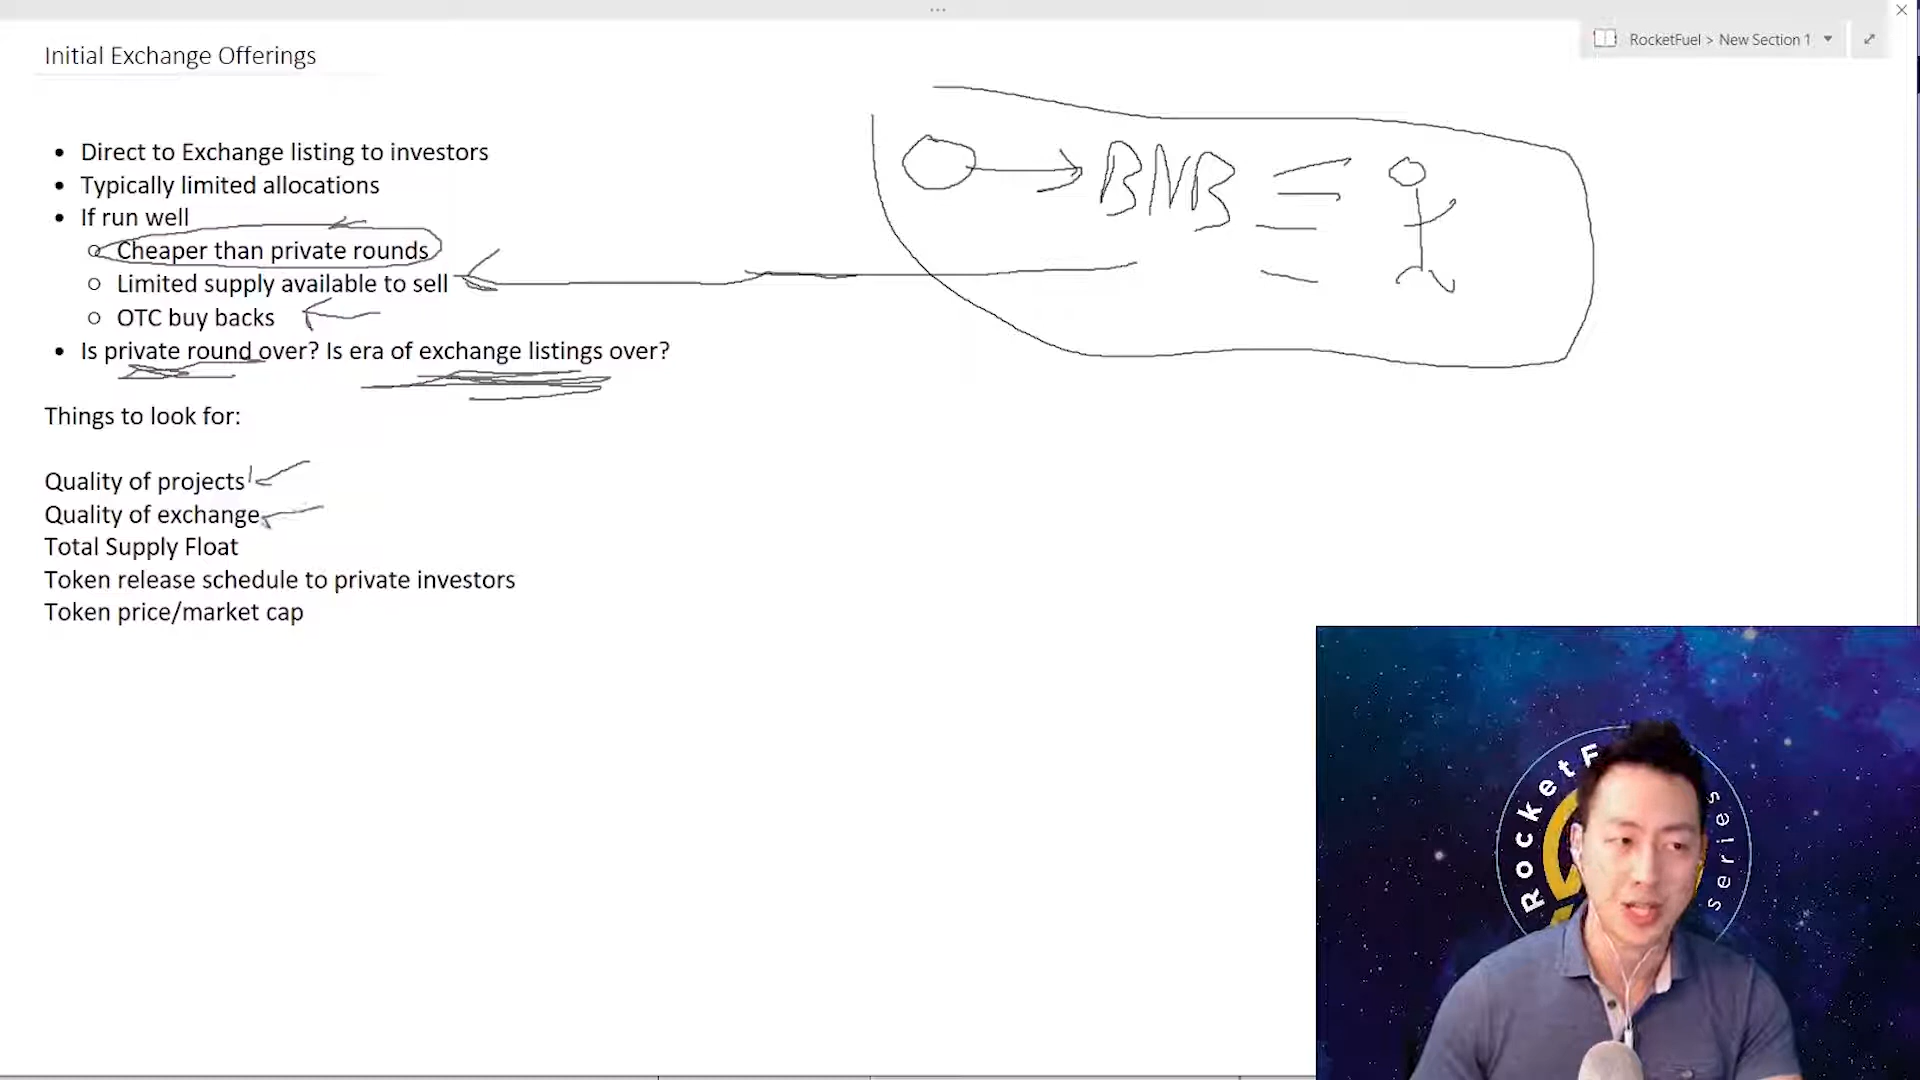 ...
RocketFuel > New Section 1
Initial Exchange Offerings
• Direct to Exchange listing to investors
• Typically limited allocations
• If run well
○ Cheaper than private rounds
○ Limited supply available to sell
○ OTC buy backs
• Is private round over? Is era of exchange listings over?
BNB
Things to look for:
Quality of projects
Quality of exchange
Total Supply Float
Token release schedule to private investors
Token price/market cap
RocketF
series